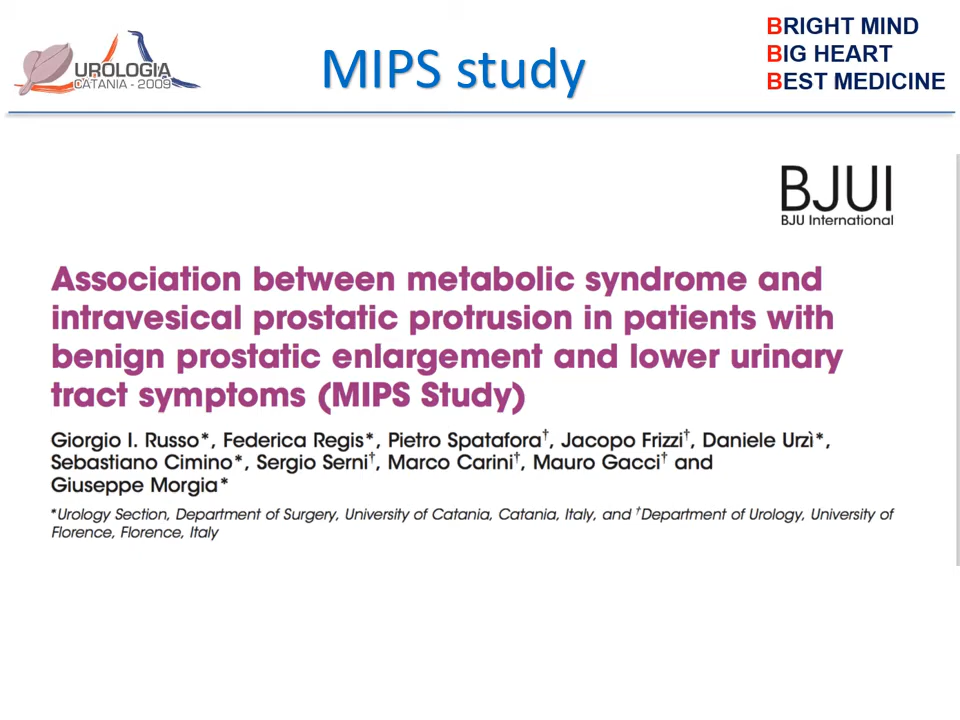 UROLOGIA
CATANIA - 2009
MIPS study
BRIGHT MIND
BIG HEART
BEST MEDICINE
BJUI
BJU International
Association between metabolic syndrome and
intravesical prostatic protrusion in patients with
benign prostatic enlargement and lower urinary
tract symptoms (MIPS Study)
Giorgio I. Russo*, Federica Regis*, Pietro Spatafora†, Jacopo Frizzi†, Daniele Urzì*,
Sebastiano Cimino*, Sergio Serni†, Marco Carini†, Mauro Gacci† and
Giuseppe Morgia*
*Urology Section, Department of Surgery, University of Catania, Catania, Italy, and †Department of Urology, University of
Florence, Florence, Italy